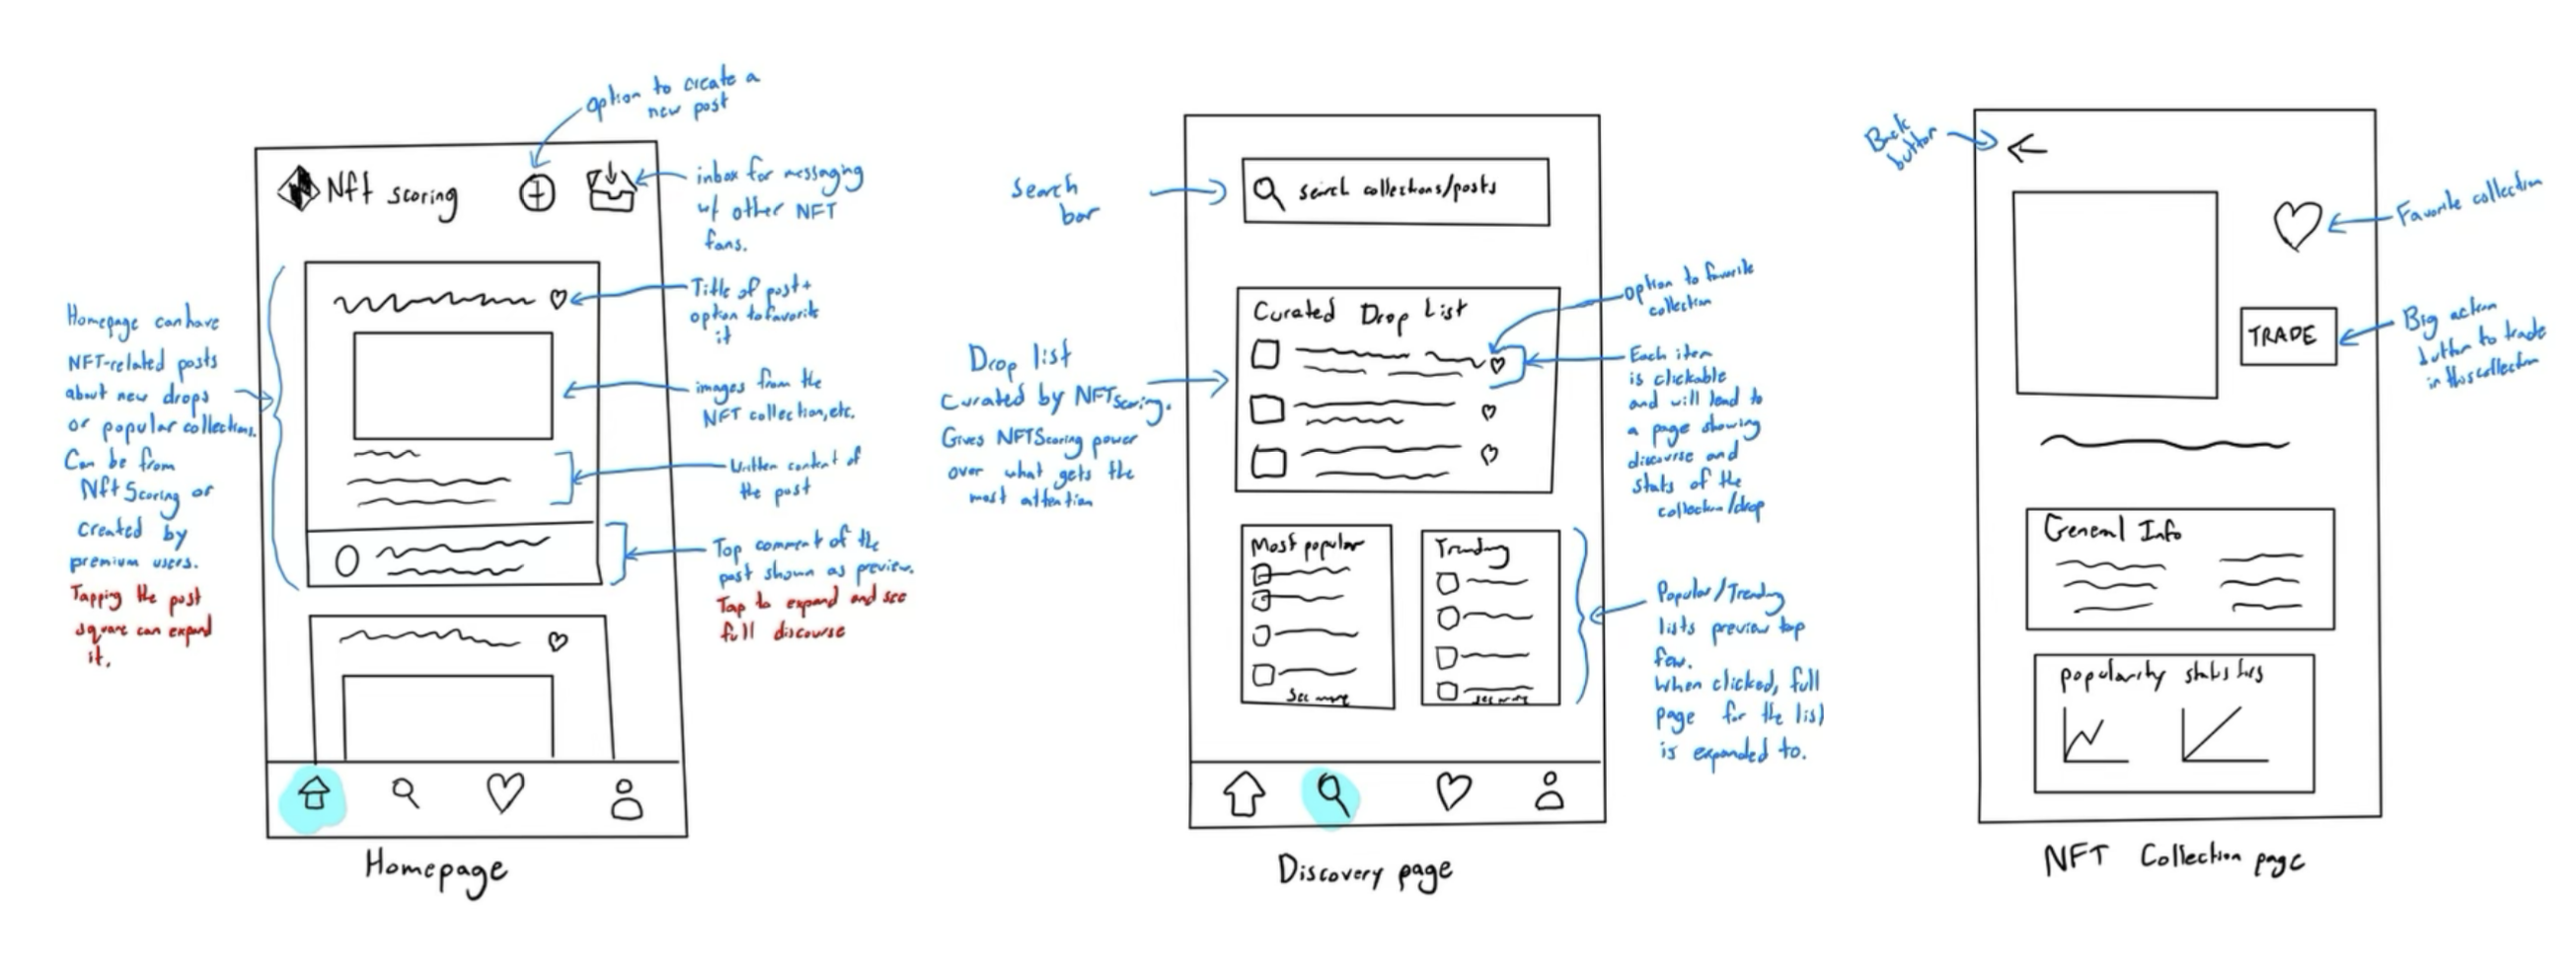 option to create a
new post
Nft scoring
inbox for messaging
w/ other NFT
fans.
Title of post +
option to favorite
it
images from the
NFT collection, etc.
Written content of
the post
Top comment of the
post shown as preview.
Tap to expand and see
full discourse
Homepage can have
NFT-related posts
about new drops
or popular collections.
Can be from
NftScoring or
created by
premium users.
Tapping the post
square can expand
it.
Homepage
Search
bar
search collections/posts
Curated Drop List
Drop list
Curated by NFTScoring.
Gives NFTScoring power
over what gets the
most attention
option to favorite
collection
Each item
is clickable
and will lead to
a page showing
discourse and
stats of the
collection/drop
Most popular
See more
Trending
see more
Popular/Trending
lists preview top
few.
When clicked, full
page for the list
is expanded to.
Discovery page
Back
button
Favorite collection
TRADE
Big action
button to trade
in this collection
General Info
popularity statistics
NFT Collection page